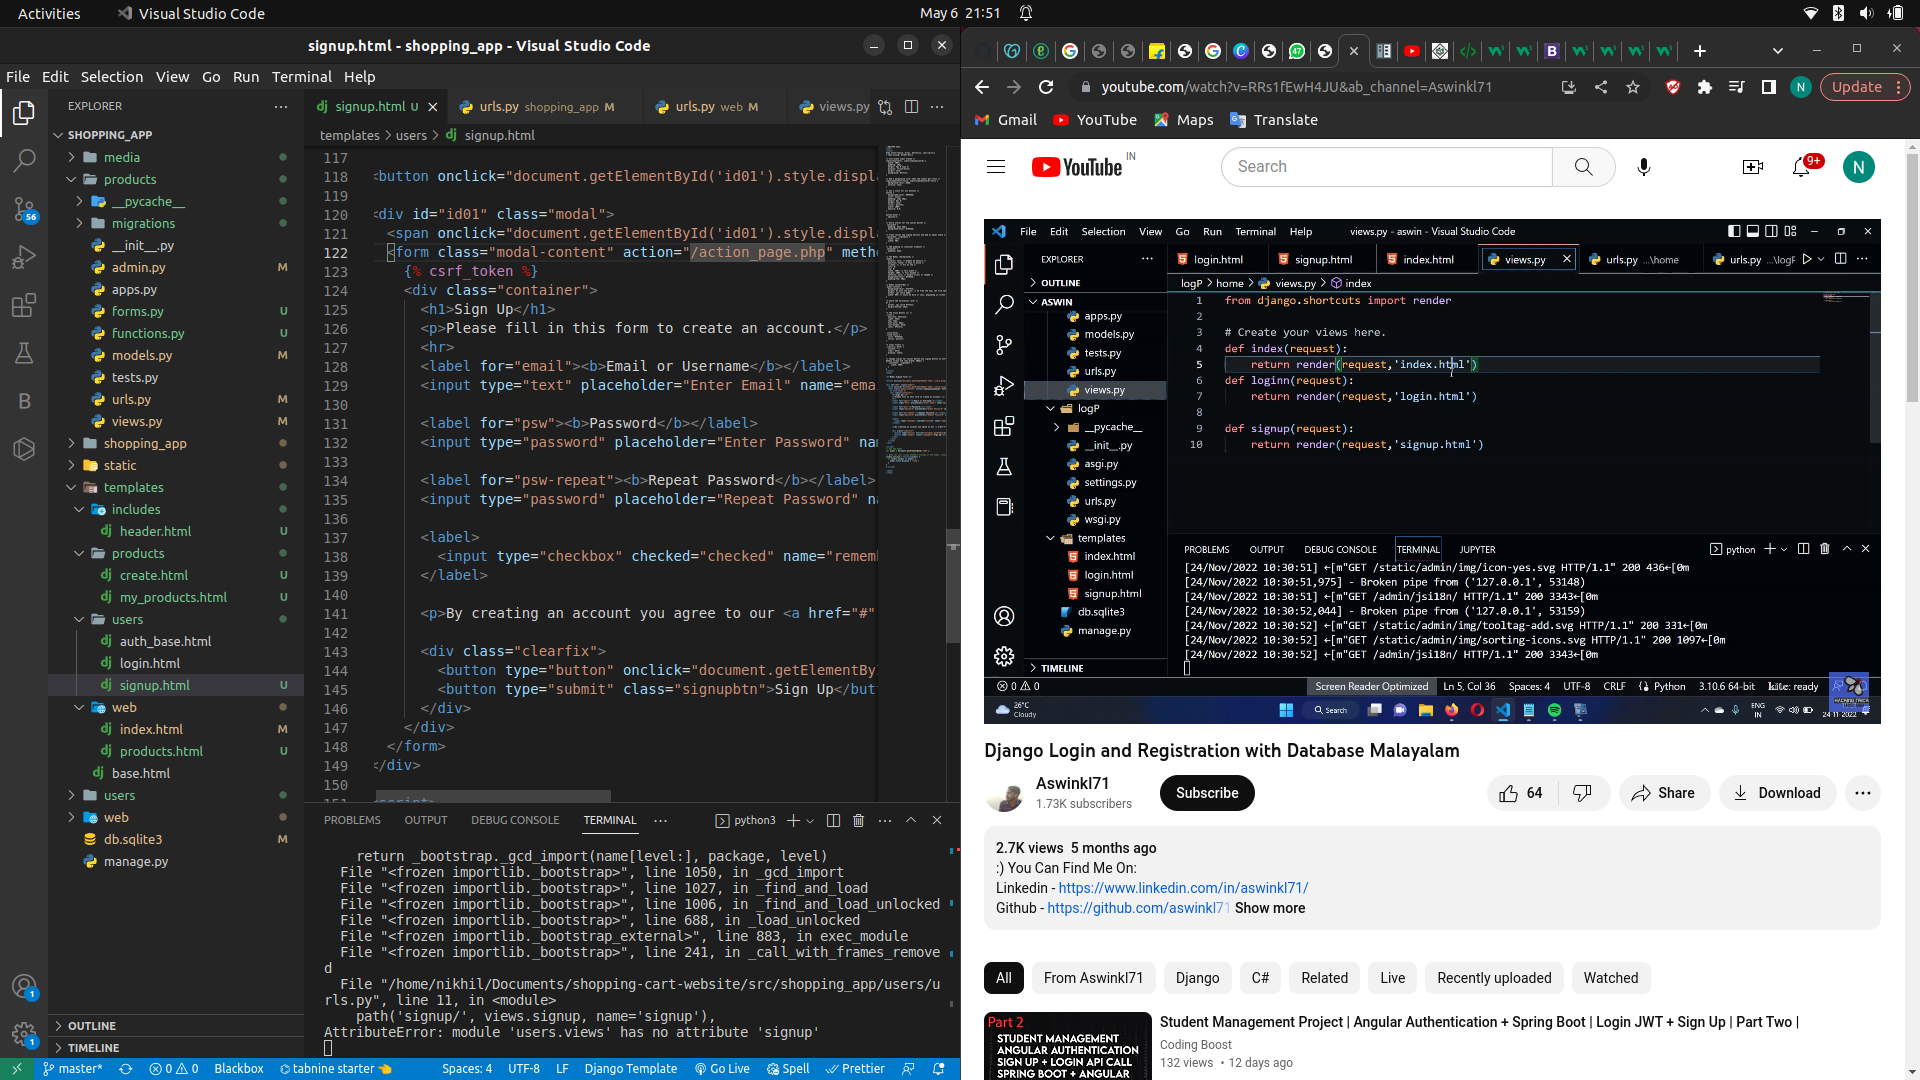 Activities
Visual Studio Code
May 6 21:51
signup.html - shopping_app - Visual Studio Code
File Edit Selection View Go Run Terminal Help
EXPLORER
SHOPPING_APP
media
products
__pycache__
migrations
__init__.py
admin.py M
apps.py
forms.py U
functions.py U
models.py M
tests.py
urls.py M
views.py M
shopping_app
static
templates
includes
header.html U
products
create.html U
my_products.html U
users
auth_base.html
login.html
signup.html U
web
index.html M
products.html U
base.html
users
web
db.sqlite3 M
manage.py
OUTLINE
TIMELINE
56
1
1
signup.html U
urls.py shopping_app M
urls.py web M
views.py
templates > users > signup.html
117
118 <button onclick="document.getElementById('id01').style.displa
119
120 <div id="id01" class="modal">
121 <span onclick="document.getElementById('id01').style.displa
122 <form class="modal-content" action="/action_page.php" metho
123 {% csrf_token %}
124 <div class="container">
125 <h1>Sign Up</h1>
126 <p>Please fill in this form to create an account.</p>
127 <hr>
128 <label for="email"><b>Email or Username</b></label>
129 <input type="text" placeholder="Enter Email" name="emai
130
131 <label for="psw"><b>Password</b></label>
132 <input type="password" placeholder="Enter Password" nam
133
134 <label for="psw-repeat"><b>Repeat Password</b></label>
135 <input type="password" placeholder="Repeat Password" na
136
137 <label>
138 <input type="checkbox" checked="checked" name="rememb
139 </label>
140
141 <p>By creating an account you agree to our <a href="#"
142
143 <div class="clearfix">
144 <button type="button" onclick="document.getElementBy
145 <button type="submit" class="signupbtn">Sign Up</butt
146 </div>
147 </div>
148 </form>
149 </div>
150
151 <script>
PROBLEMS OUTPUT DEBUG CONSOLE TERMINAL
python3
return _bootstrap._gcd_import(name[level:], package, level)
File "<frozen importlib._bootstrap>", line 1050, in _gcd_import
File "<frozen importlib._bootstrap>", line 1027, in _find_and_load
File "<frozen importlib._bootstrap>", line 1006, in _find_and_load_unlocked
File "<frozen importlib._bootstrap>", line 688, in _load_unlocked
File "<frozen importlib._bootstrap_external>", line 883, in exec_module
File "<frozen importlib._bootstrap>", line 241, in _call_with_frames_remove
d
File "/home/nikhil/Documents/shopping-cart-website/src/shopping_app/users/u
rls.py", line 11, in <module>
path('signup/', views.signup, name='signup'),
AttributeError: module 'users.views' has no attribute 'signup'
master* 0 0 Blackbox tabnine starter Spaces: 4 UTF-8 LF Django Template Go Live Spell Prettier
youtube.com/watch?v=RRs1fEwH4JU&ab_channel=Aswinkl71
N
Update
Gmail YouTube Maps Translate
YouTube IN
Search
9+
N
File Edit Selection View Go Run Terminal Help
views.py - aswin - Visual Studio Code
EXPLORER
login.html signup.html index.html views.py urls.py ...\home urls.py ...\logP
OUTLINE
logP > home > views.py > index
ASWIN
apps.py
models.py
tests.py
urls.py
views.py
logP
__pycache__
__init__.py
asgi.py
settings.py
urls.py
wsgi.py
templates
index.html
login.html
signup.html
db.sqlite3
manage.py
TIMELINE
1 from django.shortcuts import render
2
3 # Create your views here.
4 def index(request):
5 return render(request,'index.html')
6 def loginn(request):
7 return render(request,'login.html')
8
9 def signup(request):
10 return render(request,'signup.html')
PROBLEMS OUTPUT DEBUG CONSOLE TERMINAL JUPYTER
python
[24/Nov/2022 10:30:51] ←[m"GET /static/admin/img/icon-yes.svg HTTP/1.1" 200 436←[0m
[24/Nov/2022 10:30:51,975] - Broken pipe from ('127.0.0.1', 53148)
[24/Nov/2022 10:30:51] ←[m"GET /admin/jsi18n/ HTTP/1.1" 200 3343←[0m
[24/Nov/2022 10:30:52,044] - Broken pipe from ('127.0.0.1', 53159)
[24/Nov/2022 10:30:52] ←[m"GET /static/admin/img/tooltag-add.svg HTTP/1.1" 200 331←[0m
[24/Nov/2022 10:30:52] ←[m"GET /static/admin/img/sorting-icons.svg HTTP/1.1" 200 1097←[0m
[24/Nov/2022 10:30:52] ←[m"GET /admin/jsi18n/ HTTP/1.1" 200 3343←[0m
0 0 Screen Reader Optimized Ln 5, Col 36 Spaces: 4 UTF-8 CRLF Python 3.10.6 64-bit kite: ready
26°C
Cloudy
Search
ENG
IN
24-11-2022
Django Login and Registration with Database Malayalam
Aswinkl71
1.73K subscribers
Subscribe
64
Share
Download
2.7K views 5 months ago
:) You Can Find Me On:
Linkedin - https://www.linkedin.com/in/aswinkl71/
Github - https://github.com/aswinkl71 Show more
All From Aswinkl71 Django C# Related Live Recently uploaded Watched
Part 2
STUDENT MANAGEMENT
ANGULAR AUTHENTICATION
SIGN UP + LOGIN API CALL
SPRING BOOT + ANGULAR
Student Management Project | Angular Authentication + Spring Boot | Login JWT + Sign Up | Part Two |
Coding Boost
132 views • 12 days ago